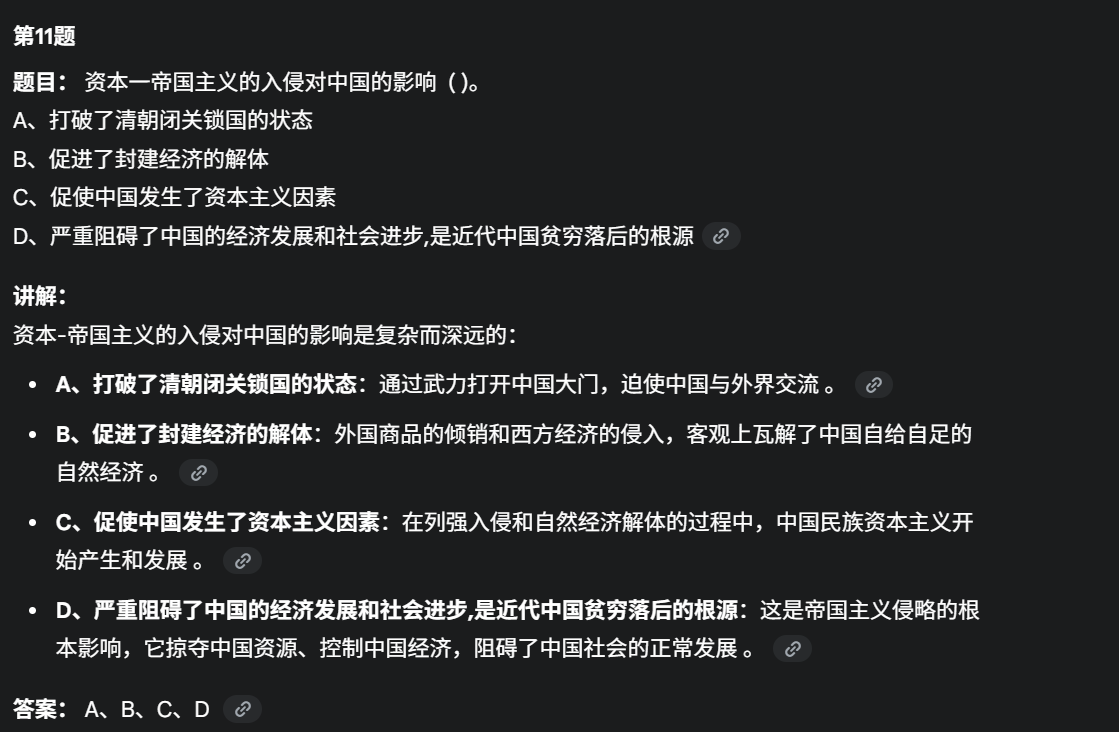 第11题
题目： 资本一帝国主义的入侵对中国的影响（ )。
A、打破了清朝闭关锁国的状态
B、促进了封建经济的解体
C、促使中国发生了资本主义因素
D、严重阻碍了中国的经济发展和社会进步,是近代中国贫穷落后的根源
讲解：
资本-帝国主义的入侵对中国的影响是复杂而深远的：
• A、打破了清朝闭关锁国的状态：通过武力打开中国大门，迫使中国与外界交流 。
• B、促进了封建经济的解体：外国商品的倾销和西方经济的侵入，客观上瓦解了中国自给自足的
自然经济 。
• C、促使中国发生了资本主义因素：在列强入侵和自然经济解体的过程中，中国民族资本主义开
始产生和发展 。
• D、严重阻碍了中国的经济发展和社会进步,是近代中国贫穷落后的根源：这是帝国主义侵略的根
本影响，它掠夺中国资源、控制中国经济，阻碍了中国社会的正常发展 。
答案： A、B、C、D